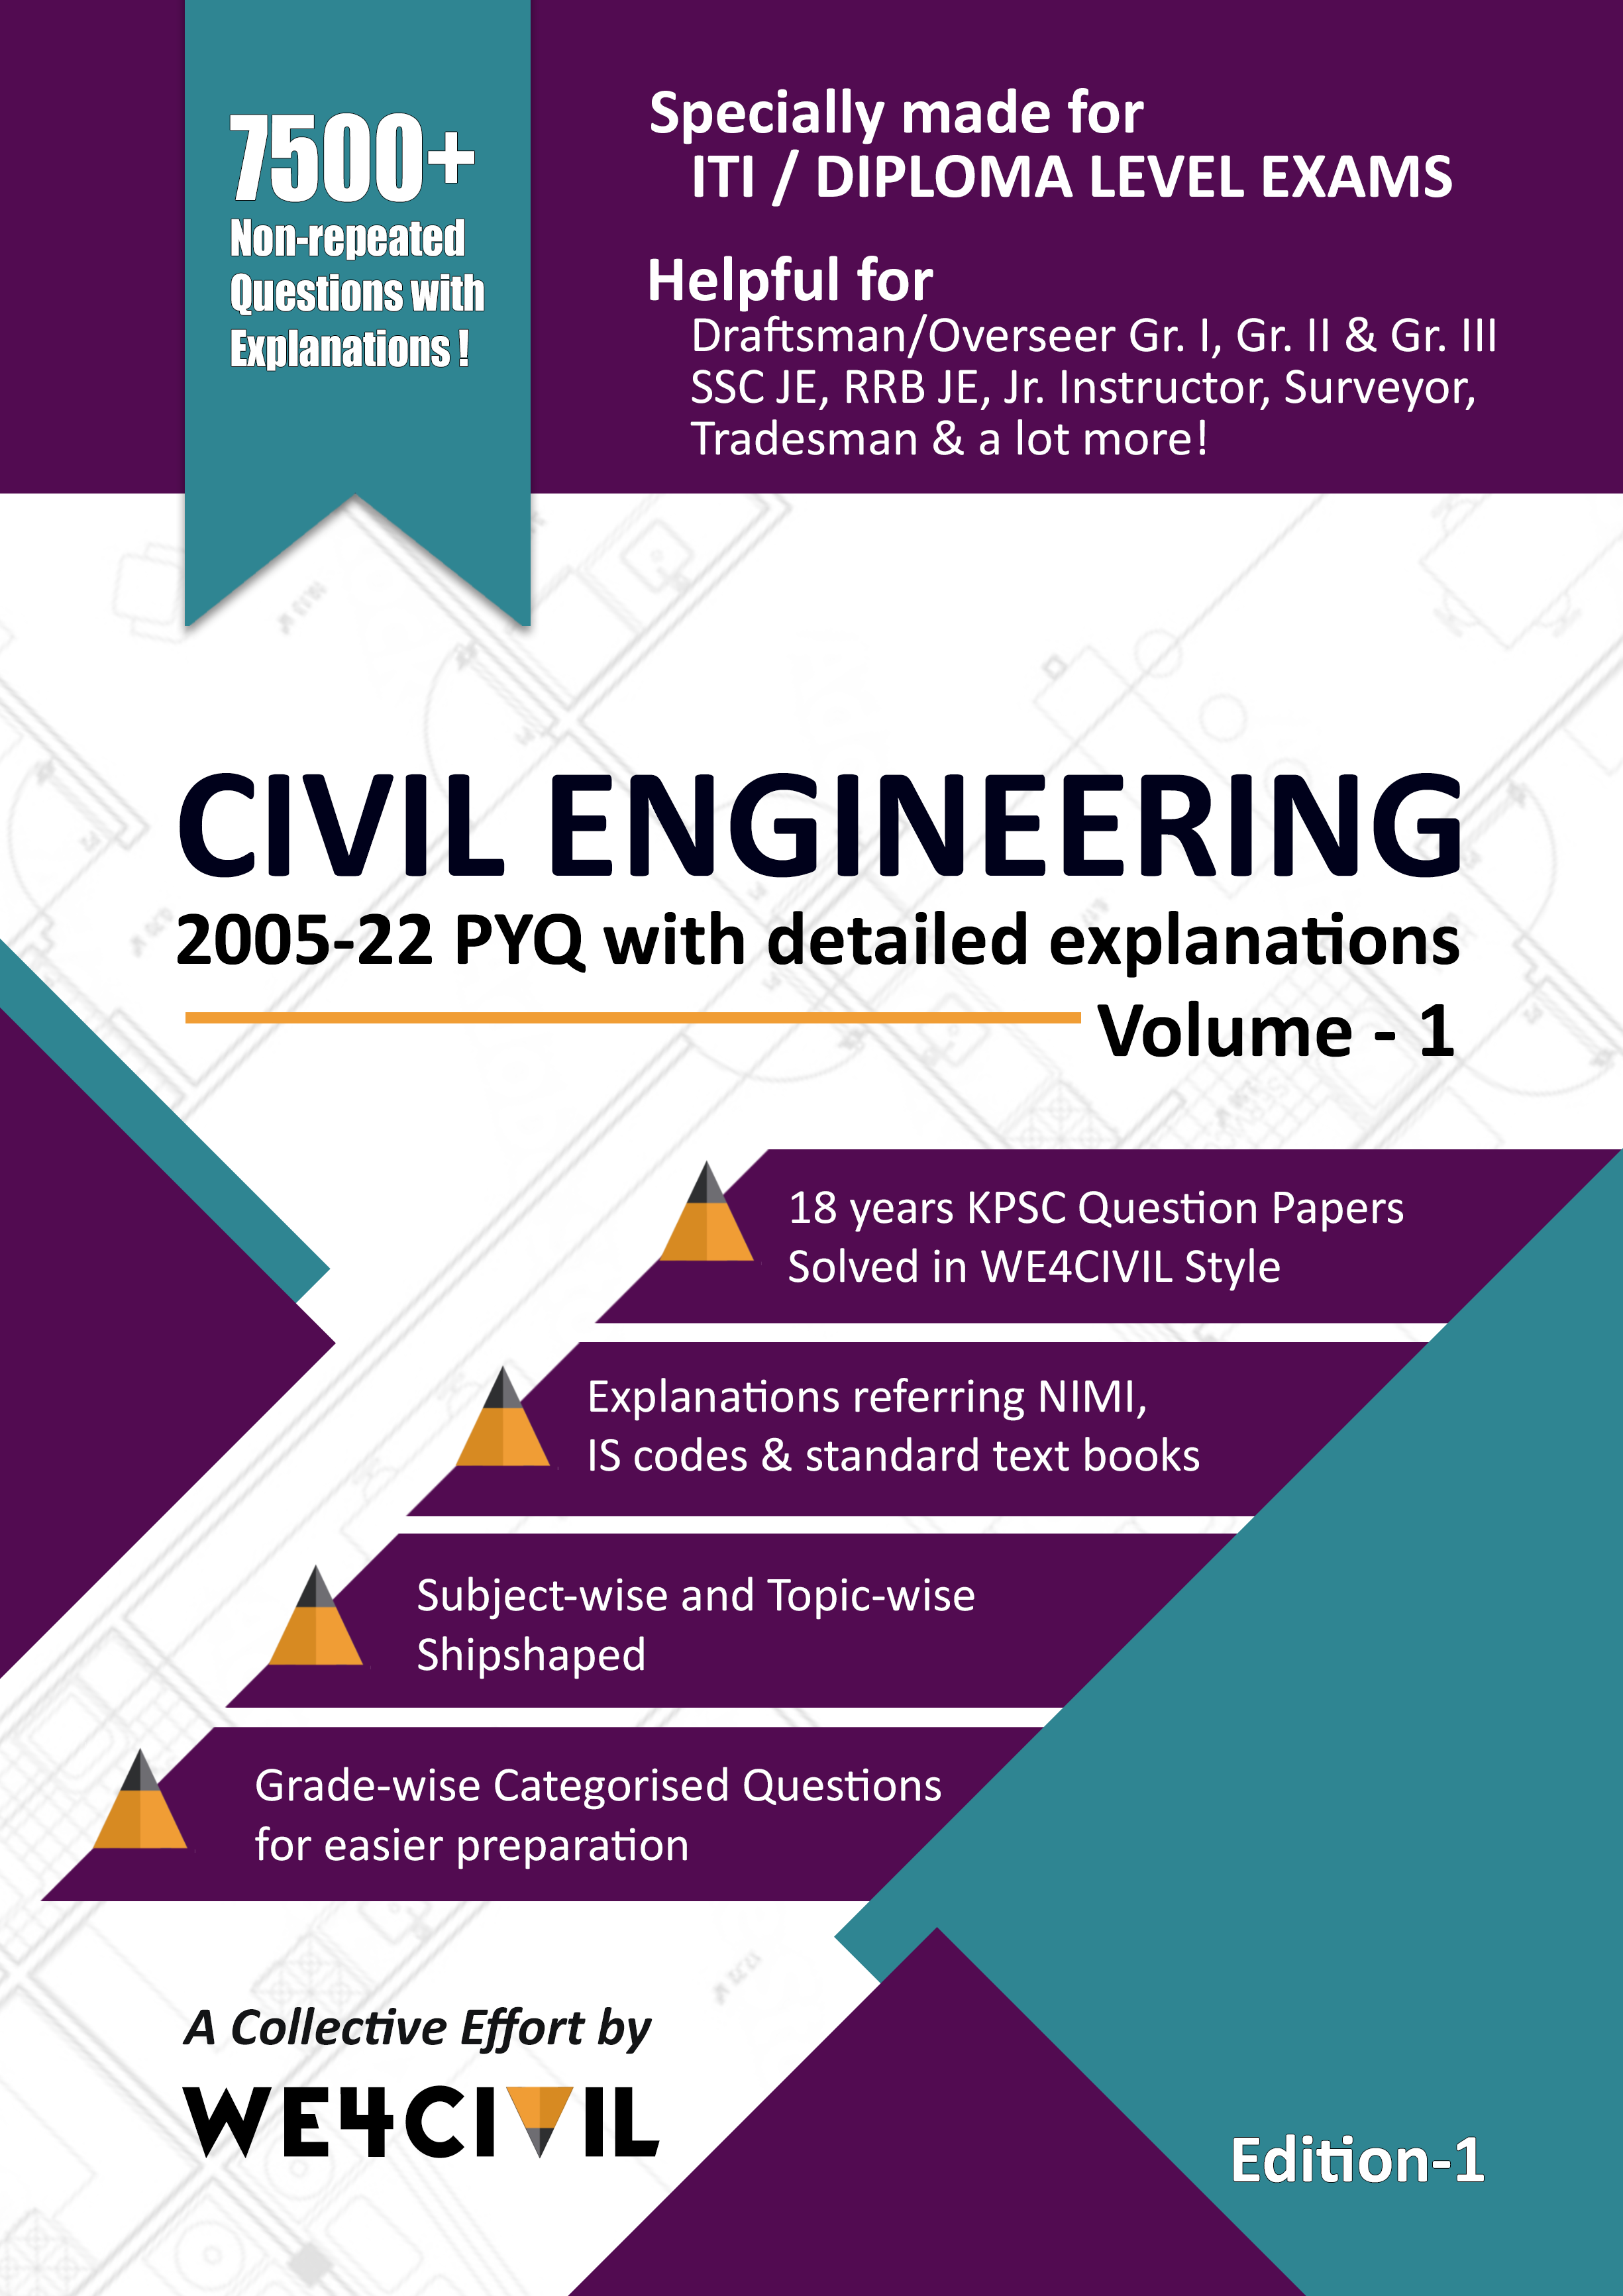 7500+
Non-repeated
Questions with
Explanations !
Specially made for
ITI / DIPLOMA LEVEL EXAMS
Helpful for
Draftsman/Overseer Gr. I, Gr. II & Gr. III
SSC JE, RRB JE, Jr. Instructor, Surveyor,
Tradesman & a lot more!
CIVIL ENGINEERING
2005-22 PYQ with detailed explanations
Volume - 1
18 years KPSC Question Papers
Solved in WE4CIVIL Style
Explanations referring NIMI,
IS codes & standard text books
Subject-wise and Topic-wise
Shipshaped
Grade-wise Categorised Questions
for easier preparation
A Collective Effort by
WE4CIVIL
Edition-1